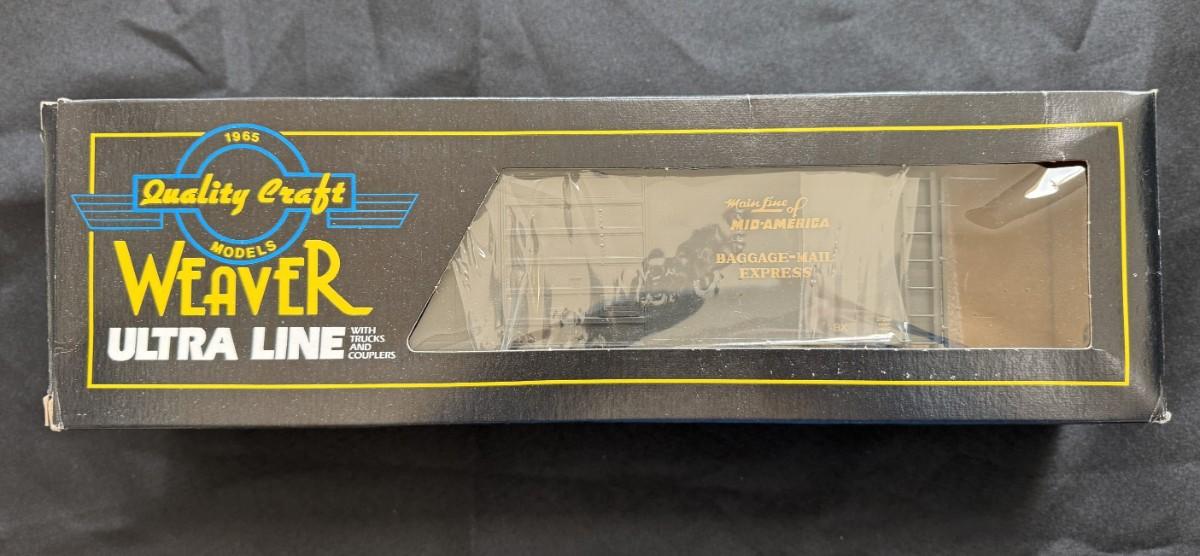 1965
Quality Craft
MODELS
WEAVER
ULTRA LINE
WITH
TRUCKS
AND
COUPLERS
Main Line of
MID-AMERICA
BAGGAGE-MAIL
EXPRESS
BX